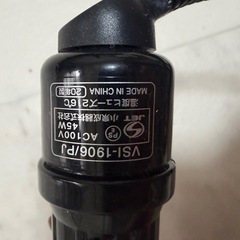 VSI-1906/PJ
AC100V 45W
PS E JET
小泉成器株式会社
温度ヒューズ216℃
MADE IN CHINA 20年製